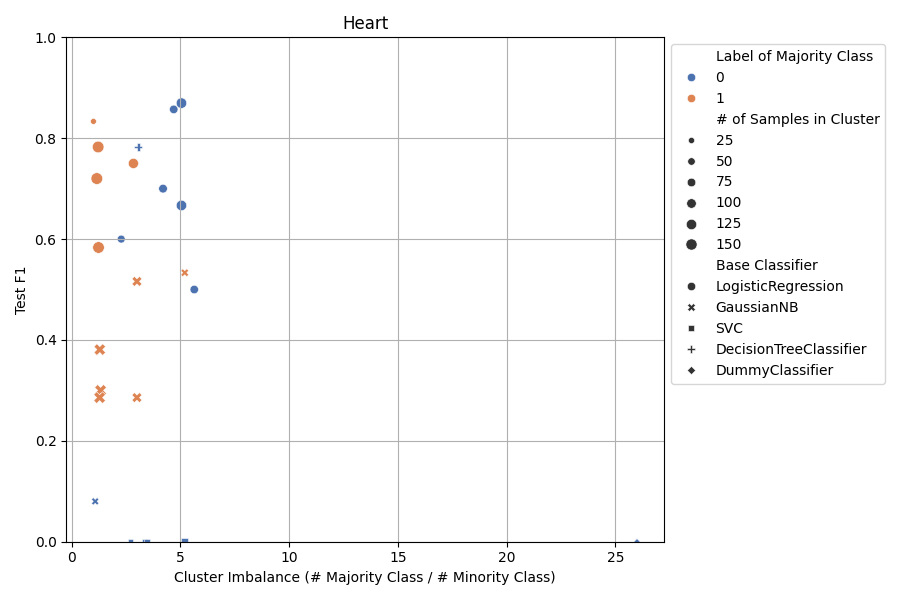 Heart
1.0
0.8
0.6
0.4
0.2
0.0
Test F1
0
5
10
15
20
25
Cluster Imbalance (# Majority Class / # Minority Class)
Label of Majority Class
0
1
# of Samples in Cluster
25
50
75
100
125
150
Base Classifier
LogisticRegression
GaussianNB
SVC
DecisionTreeClassifier
DummyClassifier